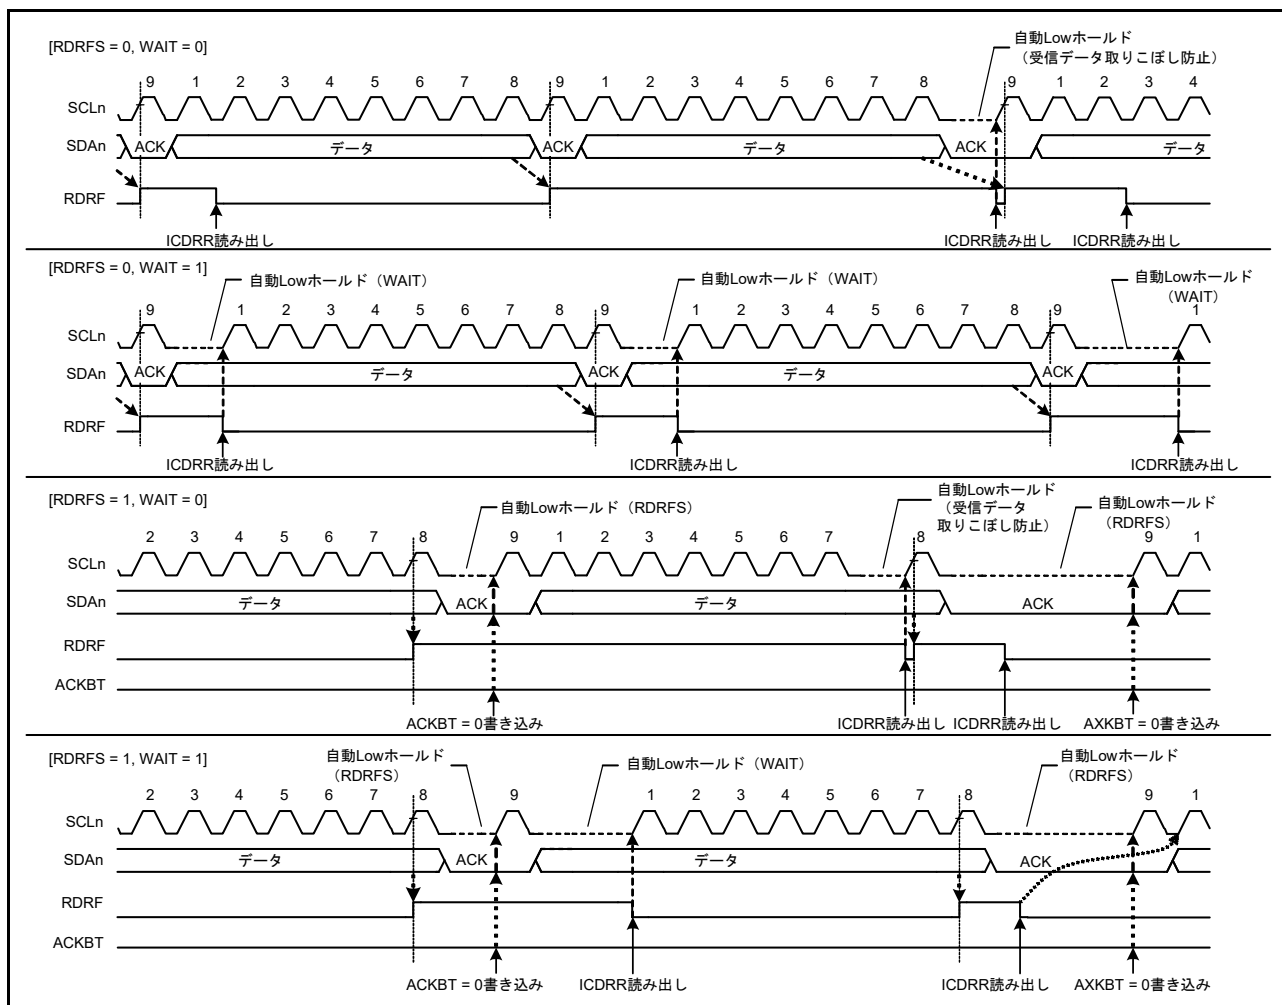 [RDRFS = 0, WAIT = 0]
自動Lowホールド
（受信データ取りこぼし防止）
9 1 2 3 4 5 6 7 8 9 1 2 3 4 5 6 7 8 9 1 2 3 4
SCLn
SDAn ACK データ ACK データ ACK データ
RDRF
ICDRR読み出し ICDRR読み出し ICDRR読み出し
[RDRFS = 0, WAIT = 1]
自動Lowホールド（WAIT） 自動Lowホールド（WAIT） 自動Lowホールド
（WAIT）
9 1 2 3 4 5 6 7 8 9 1 2 3 4 5 6 7 8 9 1
SCLn
SDAn ACK データ ACK データ ACK
RDRF
ICDRR読み出し ICDRR読み出し ICDRR読み出し
[RDRFS = 1, WAIT = 0]
自動Lowホールド（RDRFS）
自動Lowホールド
（受信データ
取りこぼし防止）
自動Lowホールド
（RDRFS）
2 3 4 5 6 7 8 9 1 2 3 4 5 6 7 8 9 1
SCLn
SDAn データ ACK データ ACK
RDRF
ACKBT
ACKBT = 0書き込み ICDRR読み出し ICDRR読み出し AXKBT = 0書き込み
[RDRFS = 1, WAIT = 1]
自動Lowホールド
（RDRFS）
自動Lowホールド（WAIT）
自動Lowホールド
（RDRFS）
2 3 4 5 6 7 8 9 1 2 3 4 5 6 7 8 9 1
SCLn
SDAn データ ACK データ ACK
RDRF
ACKBT
ACKBT = 0書き込み ICDRR読み出し ICDRR読み出し AXKBT = 0書き込み